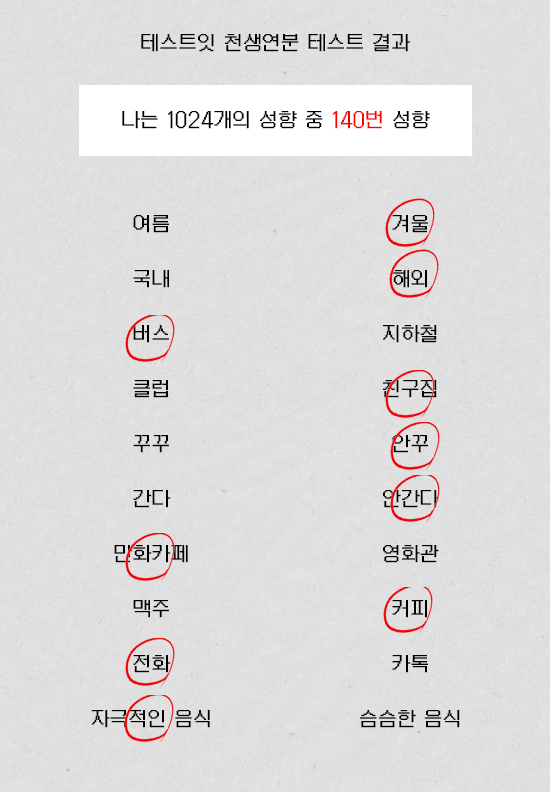 테스트잇 천생연분 테스트 결과
나는 1024개의 성향 중 140번 성향
여름 겨울
국내 해외
버스 지하철
클럽 친구집
꾸꾸 안꾸
간다 안간다
만화카페 영화관
맥주 커피
전화 카톡
자극적인 음식 슴슴한 음식